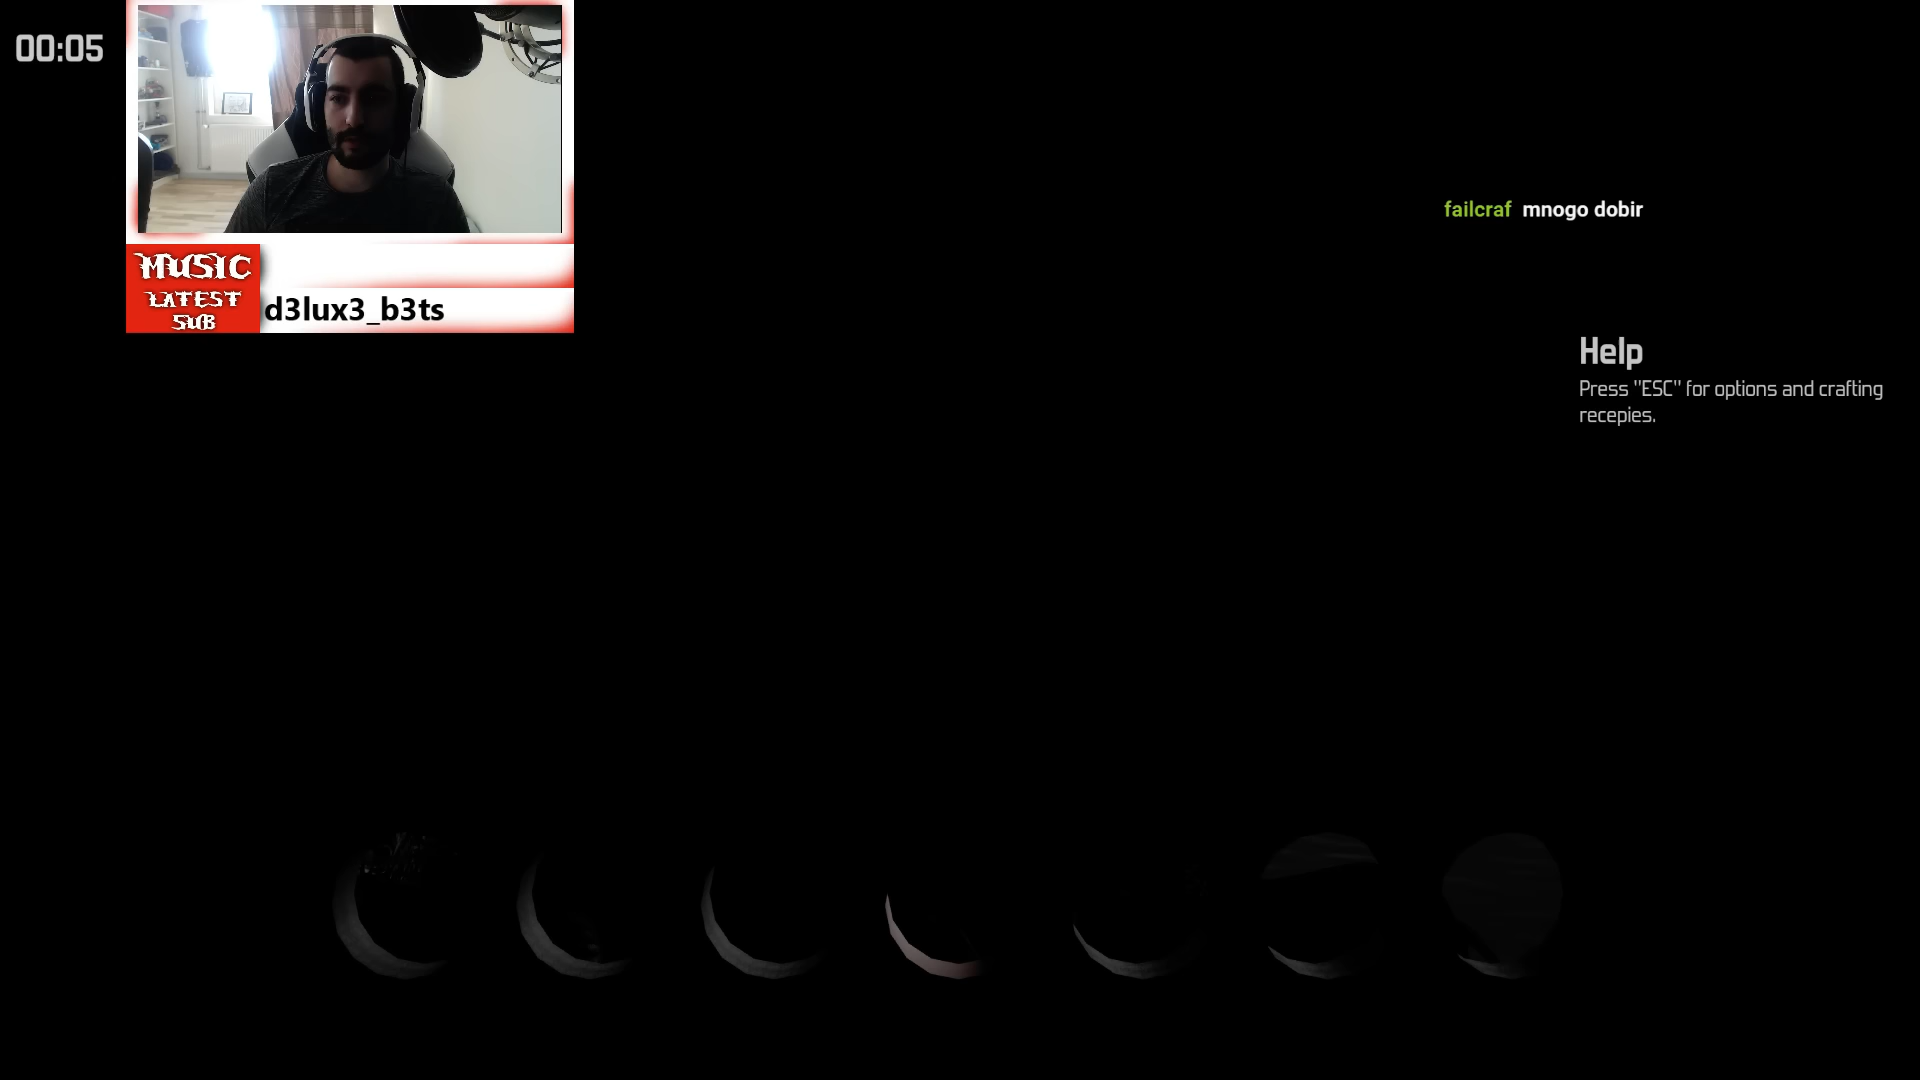 00:05
MUSIC
LATEST
SUB
d3lux3_b3ts
failcraf mnogo dobir
Help
Press "ESC" for options and crafting
recepies.